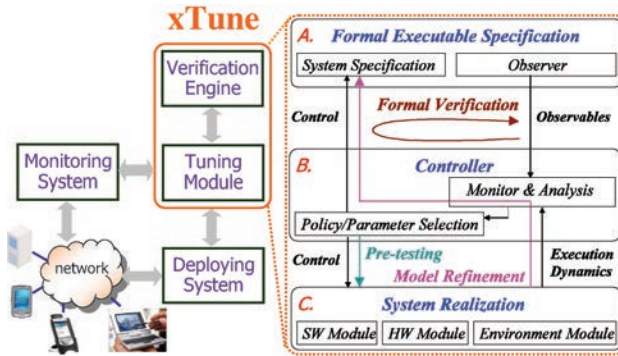 xTune
Verification
Engine
Monitoring
System
Tuning
Module
network
Deploying
System
A. Formal Executable Specification
System Specification
Observer
Formal Verification
Control
Observables
B. Controller
Monitor & Analysis
Policy/Parameter Selection
Control
Pre-testing
Model Refinement
Execution
Dynamics
C. System Realization
SW Module
HW Module
Environment Module